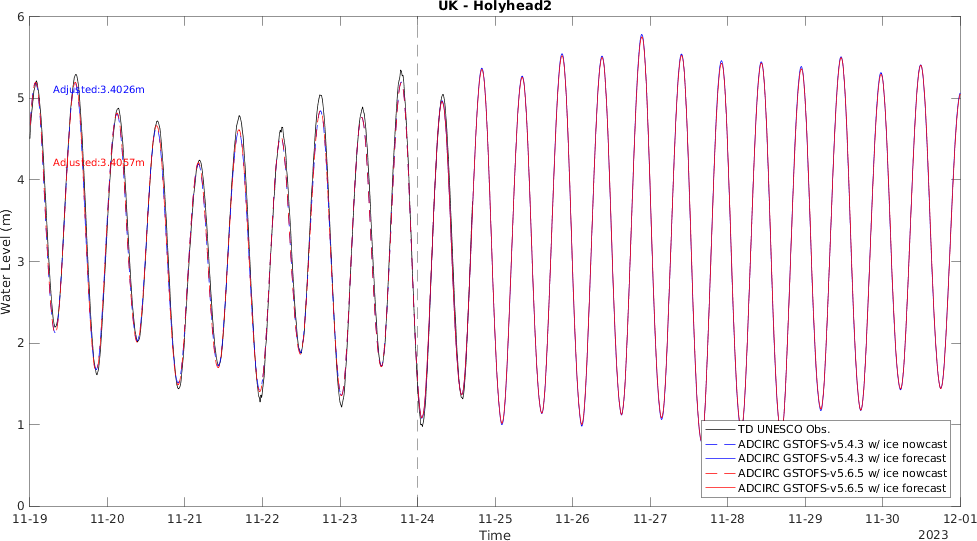 UK - Holyhead2
6
5
4
3
2
1
0
Water Level (m)
Adjusted:3.4026m
Adjusted:3.4057m
TD UNESCO Obs.
ADCIRC GSTOFS-v5.4.3 w/ ice nowcast
ADCIRC GSTOFS-v5.4.3 w/ ice forecast
ADCIRC GSTOFS-v5.6.5 w/ ice nowcast
ADCIRC GSTOFS-v5.6.5 w/ ice forecast
11-19 11-20 11-21 11-22 11-23 11-24 11-25 11-26 11-27 11-28 11-29 11-30 12-01
Time
2023